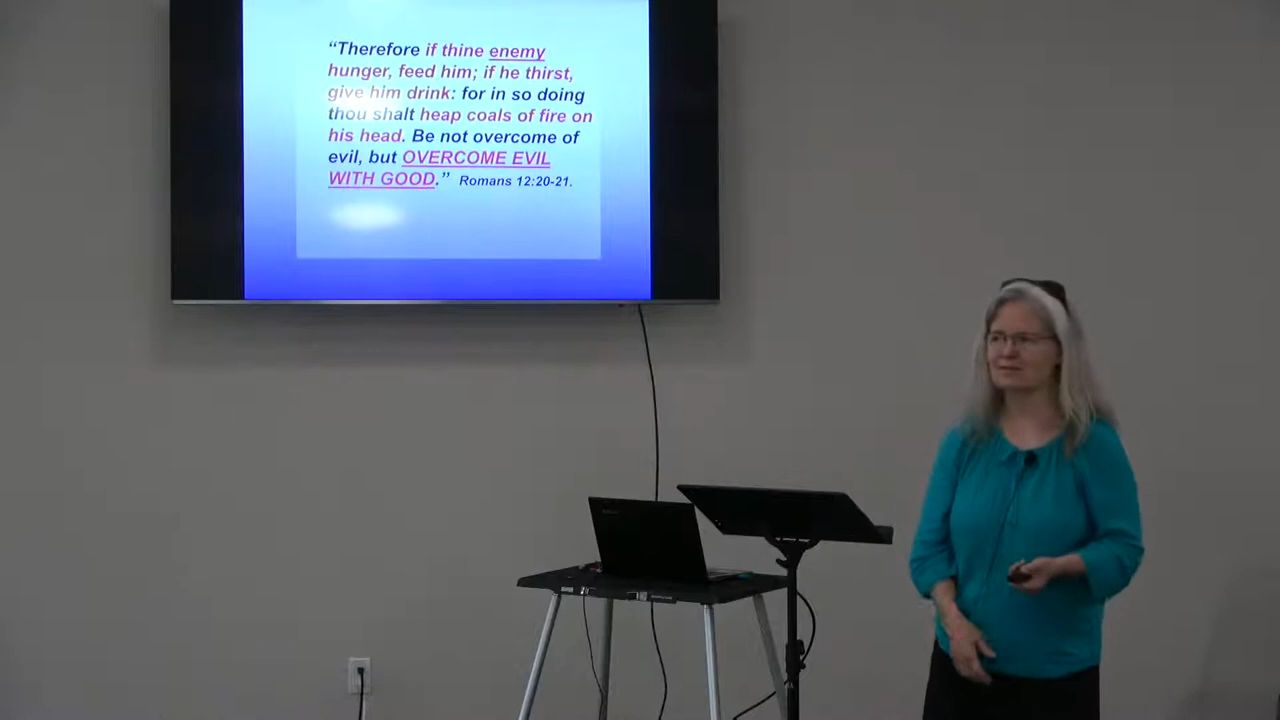 “Therefore if thine enemy
hunger, feed him; if he thirst,
give him drink: for in so doing
thou shalt heap coals of fire on
his head. Be not overcome of
evil, but OVERCOME EVIL
WITH GOOD.” Romans 12:20-21.